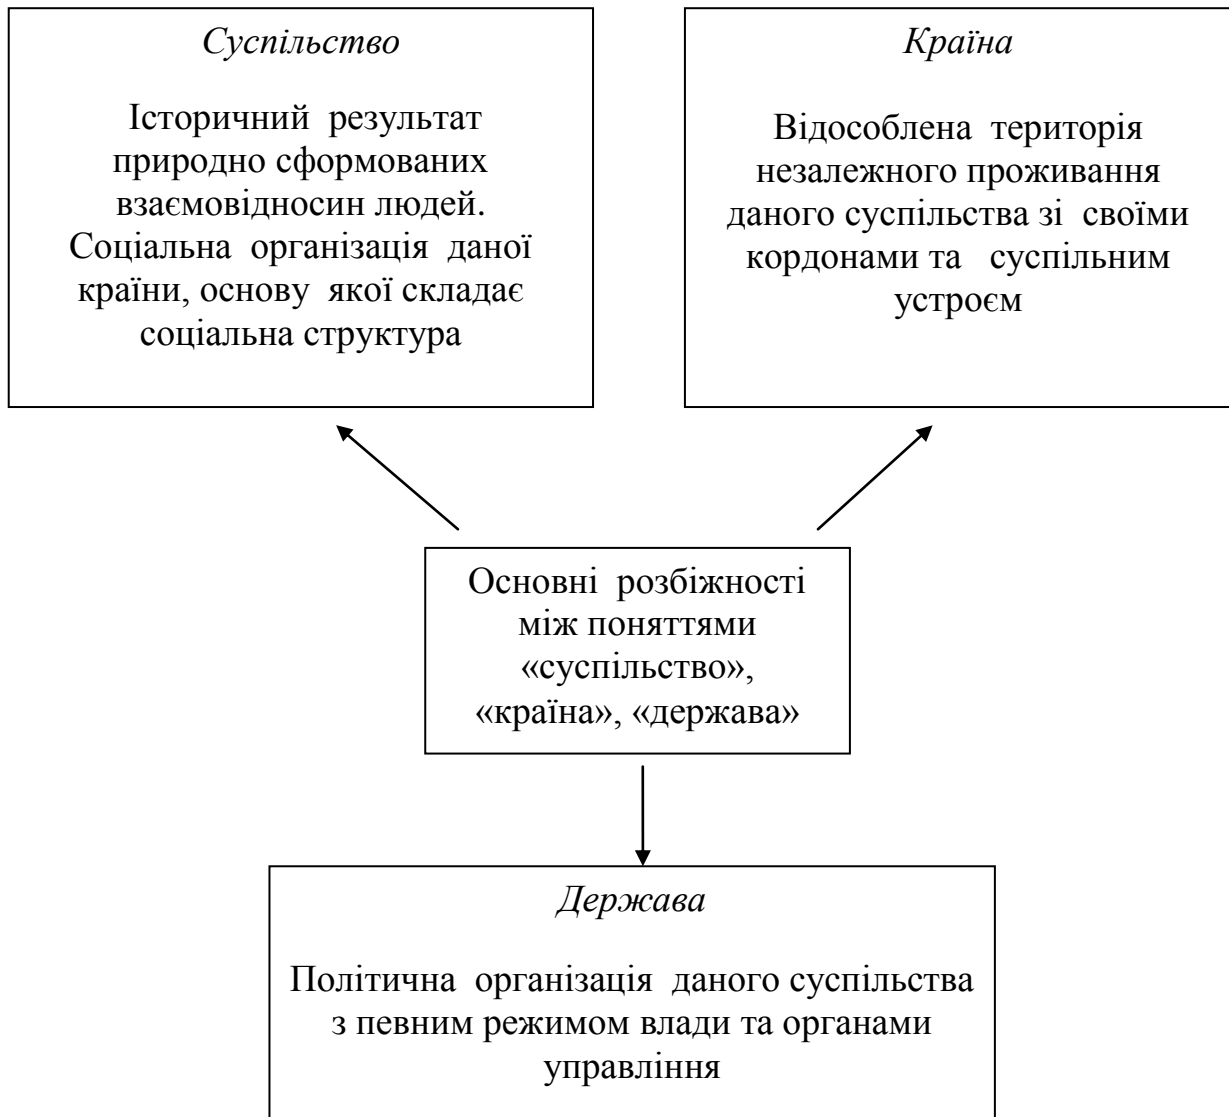 Суспільство
Історичний результат
природно сформованих
взаємовідносин людей.
Соціальна організація даної
країни, основу якої складає
соціальна структура
Країна
Відособлена територія
незалежного проживання
даного суспільства зі своїми
кордонами та суспільним
устроєм
Основні розбіжності
між поняттями
«суспільство»,
«країна», «держава»
Держава
Політична організація даного суспільства
з певним режимом влади та органами
управління